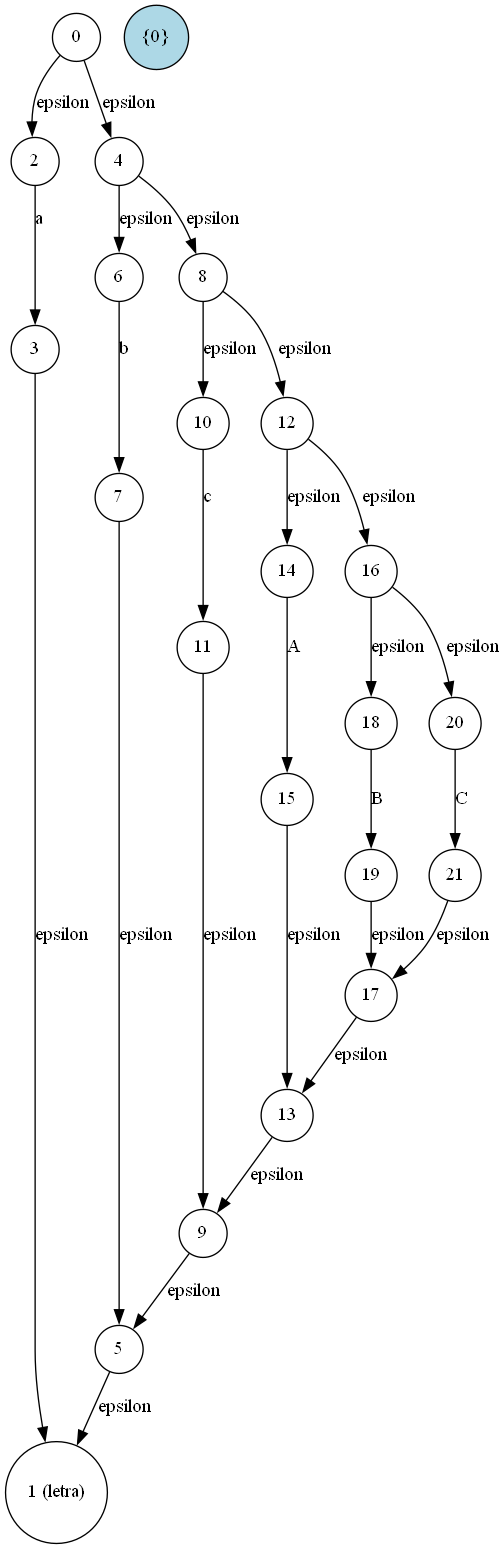 0 {0}
epsilon epsilon
2 4
a epsilon epsilon
6 8
3 b epsilon epsilon
10 12
7 c epsilon epsilon
14 16
11 A epsilon epsilon
18 20
15 B C
19 21
epsilon epsilon epsilon epsilon epsilon epsilon
17
epsilon
13
epsilon
9
epsilon
5
epsilon
1 (letra)